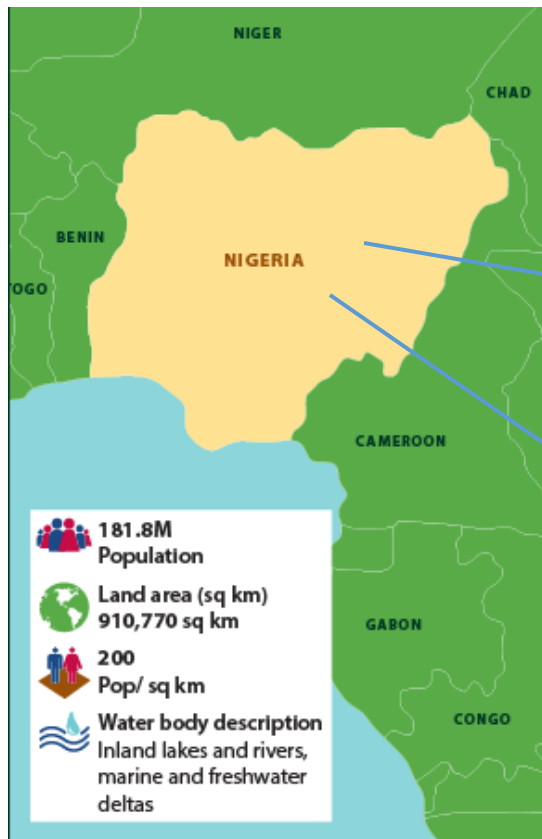 NIGER
CHAD
BENIN
NIGERIA
OGO
CAMEROON
181.8M
Population
Land area (sq km)
910,770 sq km
GABON
200
Pop/ sq km
CONGO
Water body description
Inland lakes and rivers,
marine and freshwater
deltas